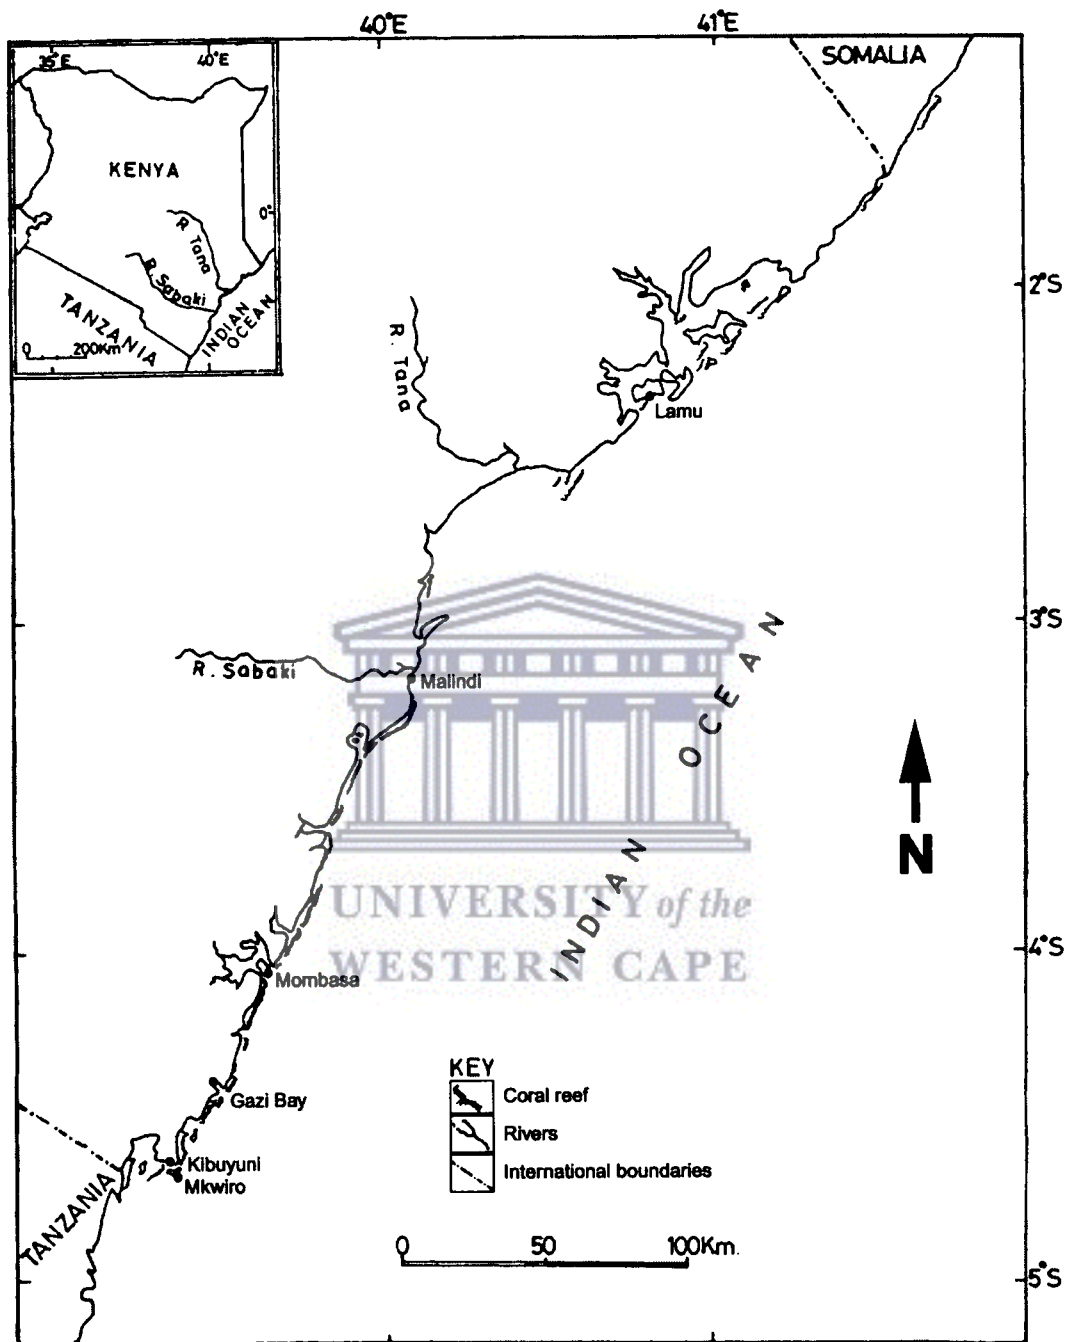 40°E
41°E
SOMALIA
35°E
40°E
KENYA
0°
R. Tana
R. Sabaki
TANZANIA
INDIAN
OCEAN
0 200Km
2°S
R. Tana
Lamu
3°S
R. Sabaki
Malindi
INDIAN OCEAN
N
UNIVERSITY of the
WESTERN CAPE
4°S
Mombasa
KEY
Coral reef
Rivers
International boundaries
Gazi Bay
Kibuyuni
Mkwiro
TANZANIA
0 50 100Km.
5°S